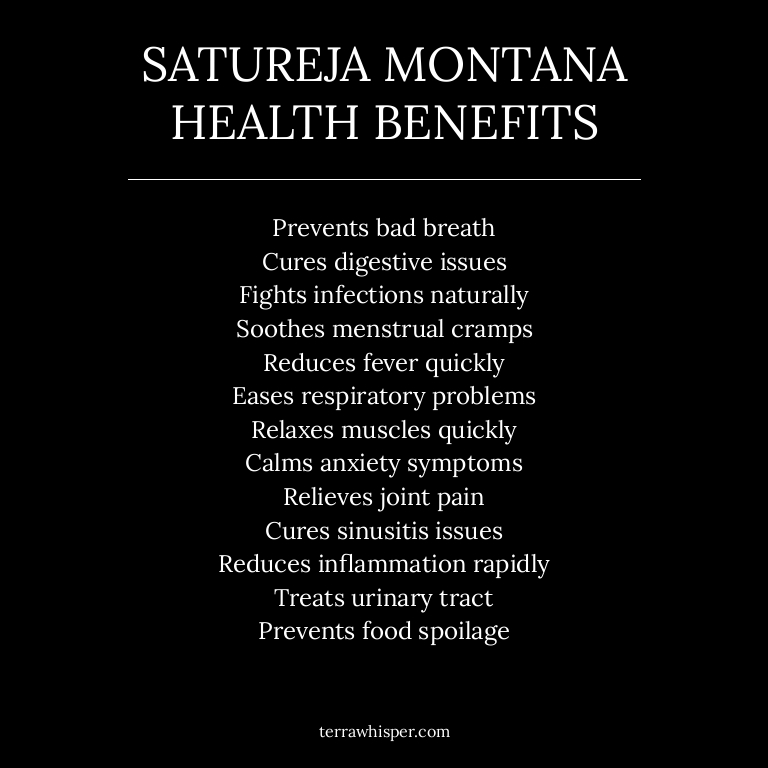 SATUREJA MONTANA
HEALTH BENEFITS
Prevents bad breath
Cures digestive issues
Fights infections naturally
Soothes menstrual cramps
Reduces fever quickly
Eases respiratory problems
Relaxes muscles quickly
Calms anxiety symptoms
Relieves joint pain
Cures sinusitis issues
Reduces inflammation rapidly
Treats urinary tract
Prevents food spoilage
terrawhisper.com